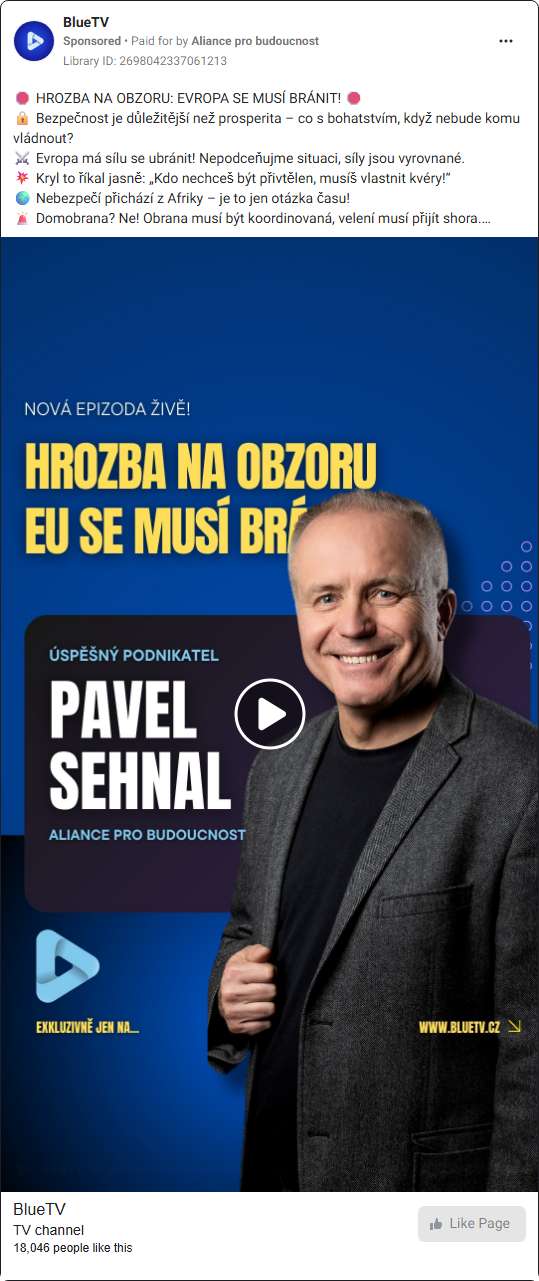 BlueTV
Sponsored • Paid for by Aliance pro budoucnost
Library ID: 2698042337061213
🛑 HROZBA NA OBZORU: EVROPA SE MUSÍ BRÁNIT! 🛑
🔒 Bezpečnost je důležitější než prosperita – co s bohatstvím, když nebude komu
vládnout?
⚔️ Evropa má sílu se ubránit! Nepodceňujme situaci, síly jsou vyrovnané.
💥 Kryl to říkal jasně: „Kdo nechceš být přivtělen, musíš vlastnit kvéry!“
🌍 Nebezpečí přichází z Afriky – je to jen otázka času!
🚨 Domobrana? Ne! Obrana musí být koordinovaná, velení musí přijít shora....
NOVÁ EPIZODA ŽIVĚ!
HROZBA NA OBZORU
EU SE MUSÍ BRÁ
ÚSPĚŠNÝ PODNIKATEL
PAVEL
SEHNAL
ALIANCE PRO BUDOUCNOST
EXKLUZIVNĚ JEN NA...
WWW.BLUETV.CZ
BlueTV
TV channel
18,046 people like this
Like Page